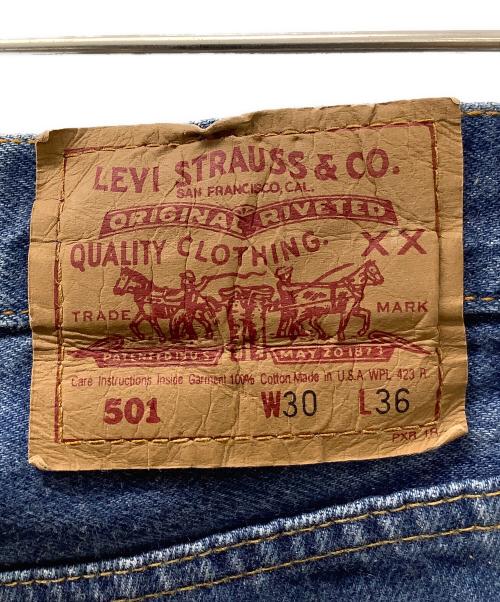 LEVI STRAUSS & CO.
SAN FRANCISCO, CAL.
ORIGINAL RIVETED
QUALITY CLOTHING. XX
TRADE MARK
PATENTED IN U.S. MAY 20 1873
Care Instructions Inside Garment 100% Cotton Made in U.S.A. WPL 423 R
501 W30 L36